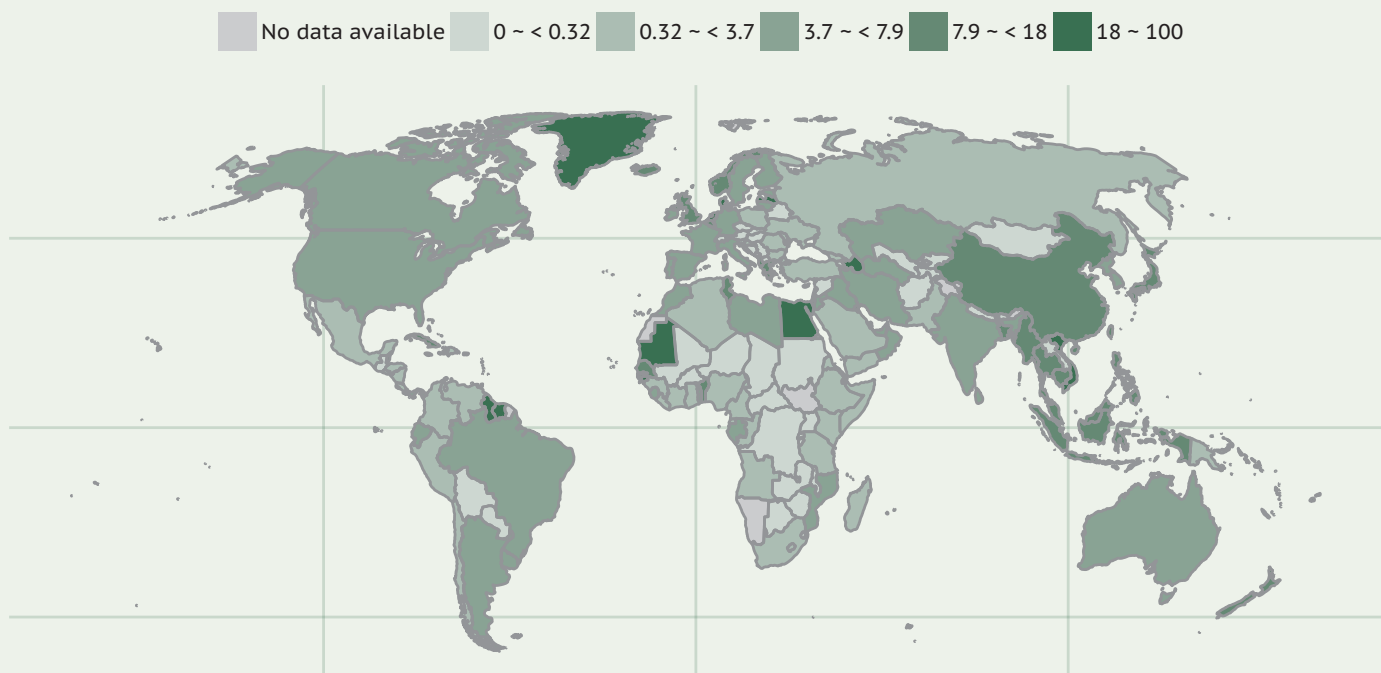 No data available 0 ~ < 0.32 0.32 ~ < 3.7 3.7 ~ < 7.9 7.9 ~ < 18 18 ~ 100